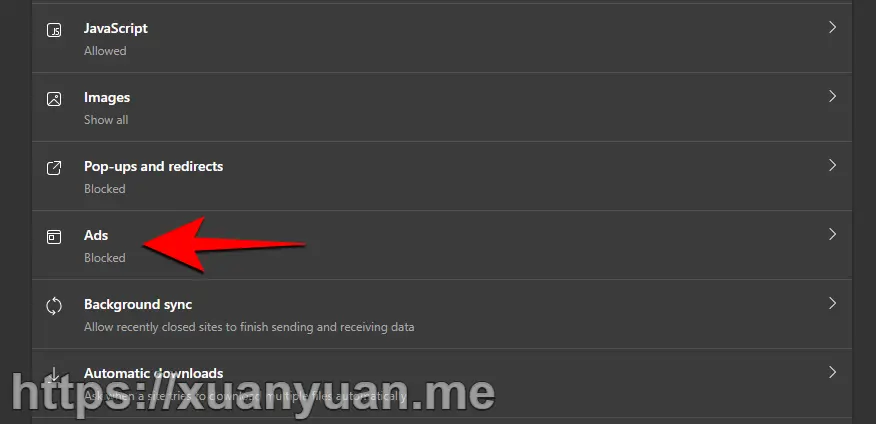 JavaScript
Allowed
Images
Show all
Pop-ups and redirects
Blocked
Ads
Blocked
Background sync
Allow recently closed sites to finish sending and receiving data
Automatic downloads
Ask when a site tries to download multiple files automatically
https://xuanyuan.me